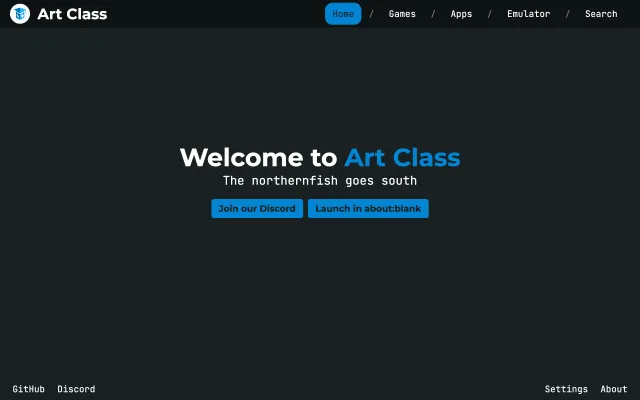 Art Class
Home / Games / Apps / Emulator / Search
Welcome to Art Class
The northernfish goes south
Join our Discord Launch in about:blank
GitHub Discord Settings About